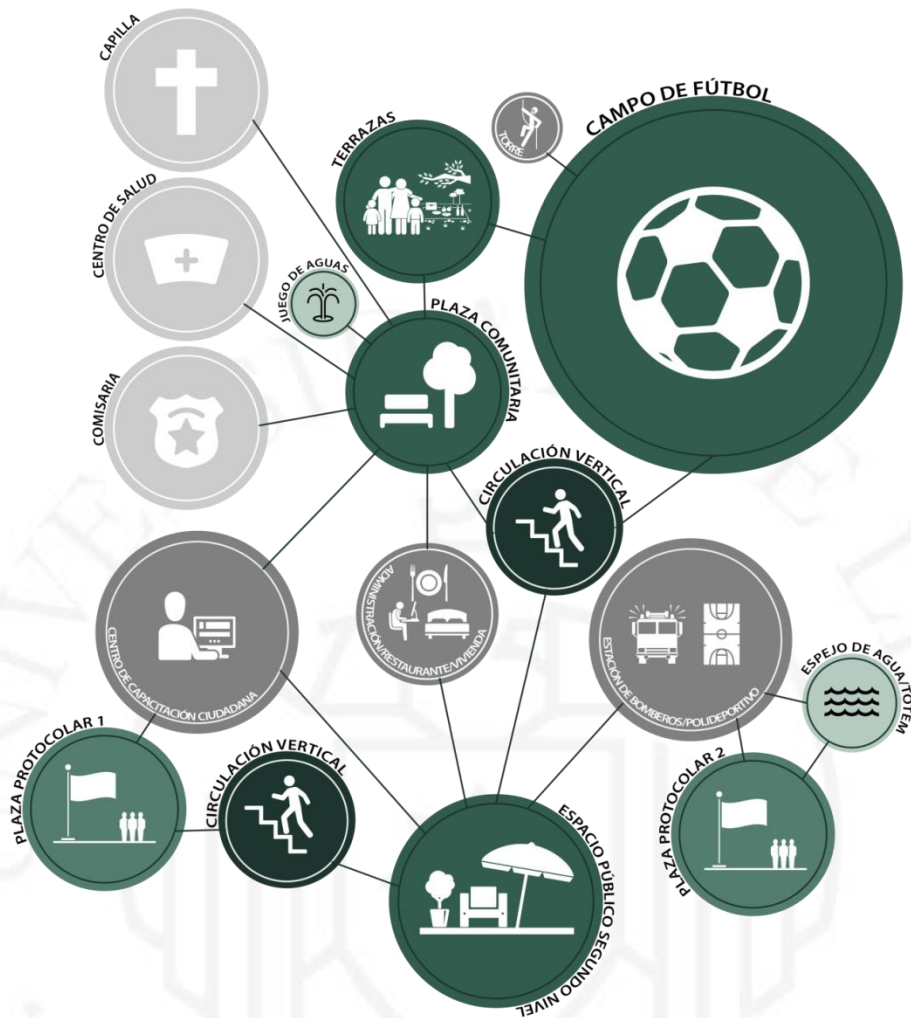 CAPILLA
CAMPO DE FÚTBOL
TORRE
TERRAZAS
CENTRO DE SALUD
JUEGO DE AGUAS
PLAZA COMUNITARIA
COMISARIA
CIRCULACIÓN VERTICAL
CENTRO DE CAPACITACIÓN CIUDADANA
ADMINISTRACIÓN/RESTAURANTE/VIVIENDA
ESTACIÓN DE BOMBEROS/POLIDEPORTIVO
ESPEJO DE AGUA/TOTEM
PLAZA PROTOCOLAR 1
CIRCULACIÓN VERTICAL
ESPACIO PÚBLICO SEGUNDO NIVEL
PLAZA PROTOCOLAR 2